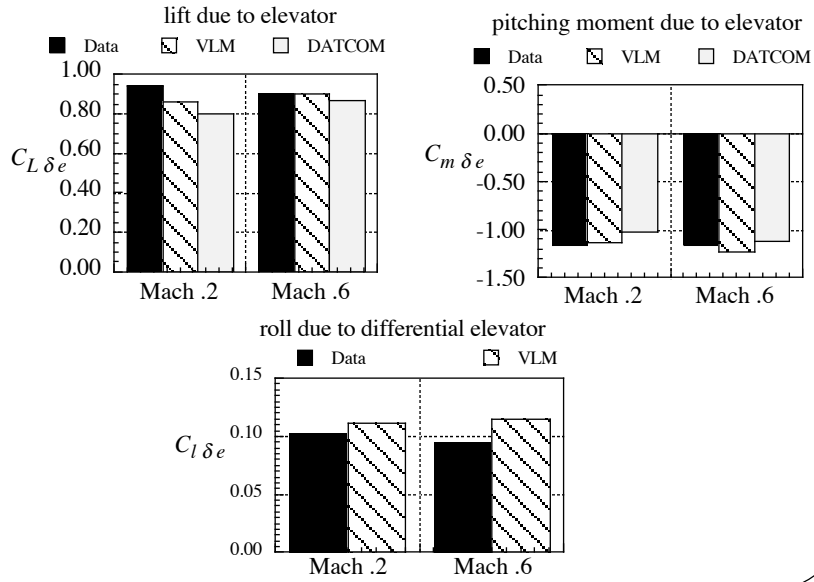 lift due to elevator
Data VLM DATCOM
1.00
0.80
0.60
0.40
0.20
0.00
C_{L δ e}
Mach .2 Mach .6
pitching moment due to elevator
Data VLM DATCOM
0.50
0.00
-0.50
-1.00
-1.50
C_{m δ e}
Mach .2 Mach .6
roll due to differential elevator
Data VLM
0.15
0.10
0.05
0.00
C_{l δ e}
Mach .2 Mach .6